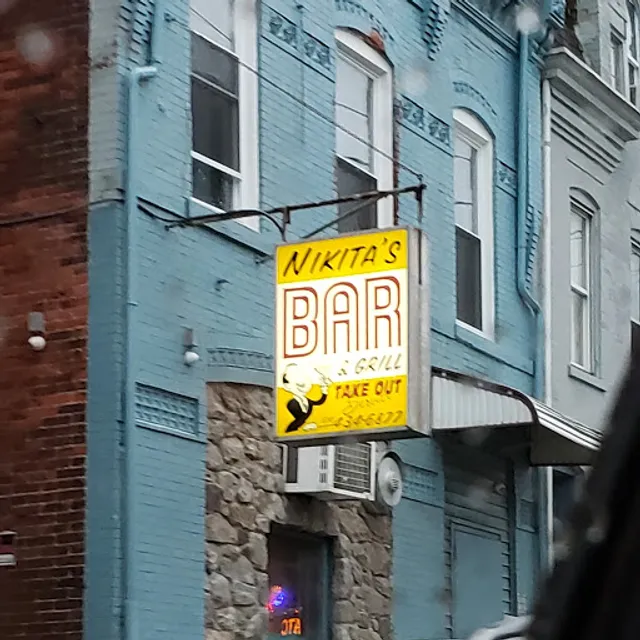 NIKITA'S
BAR
& GRILL
TAKE OUT